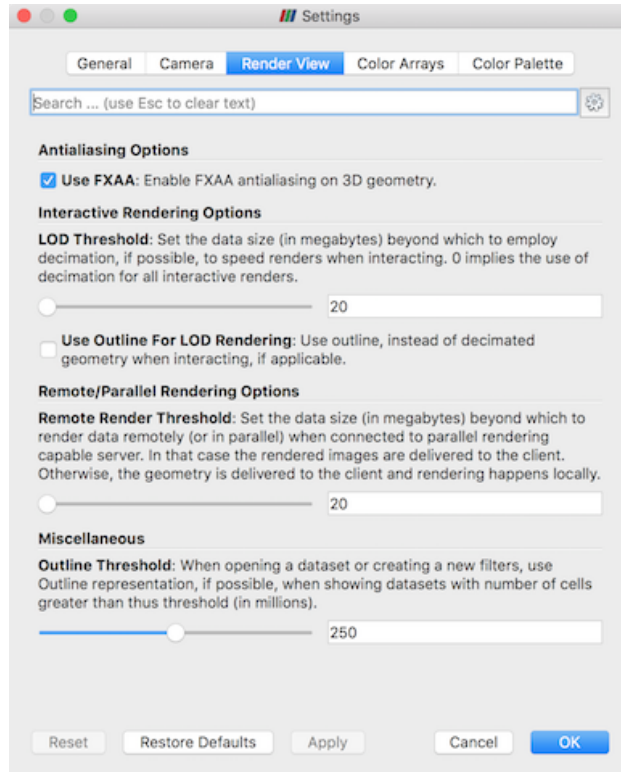 Settings
General Camera Render View Color Arrays Color Palette
Search ... (use Esc to clear text)
Antialiasing Options
Use FXAA: Enable FXAA antialiasing on 3D geometry.
Interactive Rendering Options
LOD Threshold: Set the data size (in megabytes) beyond which to employ
decimation, if possible, to speed renders when interacting. 0 implies the use of
decimation for all interactive renders.
20
Use Outline For LOD Rendering: Use outline, instead of decimated
geometry when interacting, if applicable.
Remote/Parallel Rendering Options
Remote Render Threshold: Set the data size (in megabytes) beyond which to
render data remotely (or in parallel) when connected to parallel rendering
capable server. In that case the rendered images are delivered to the client.
Otherwise, the geometry is delivered to the client and rendering happens locally.
20
Miscellaneous
Outline Threshold: When opening a dataset or creating a new filters, use
Outline representation, if possible, when showing datasets with number of cells
greater than thus threshold (in millions).
250
Reset Restore Defaults Apply Cancel OK